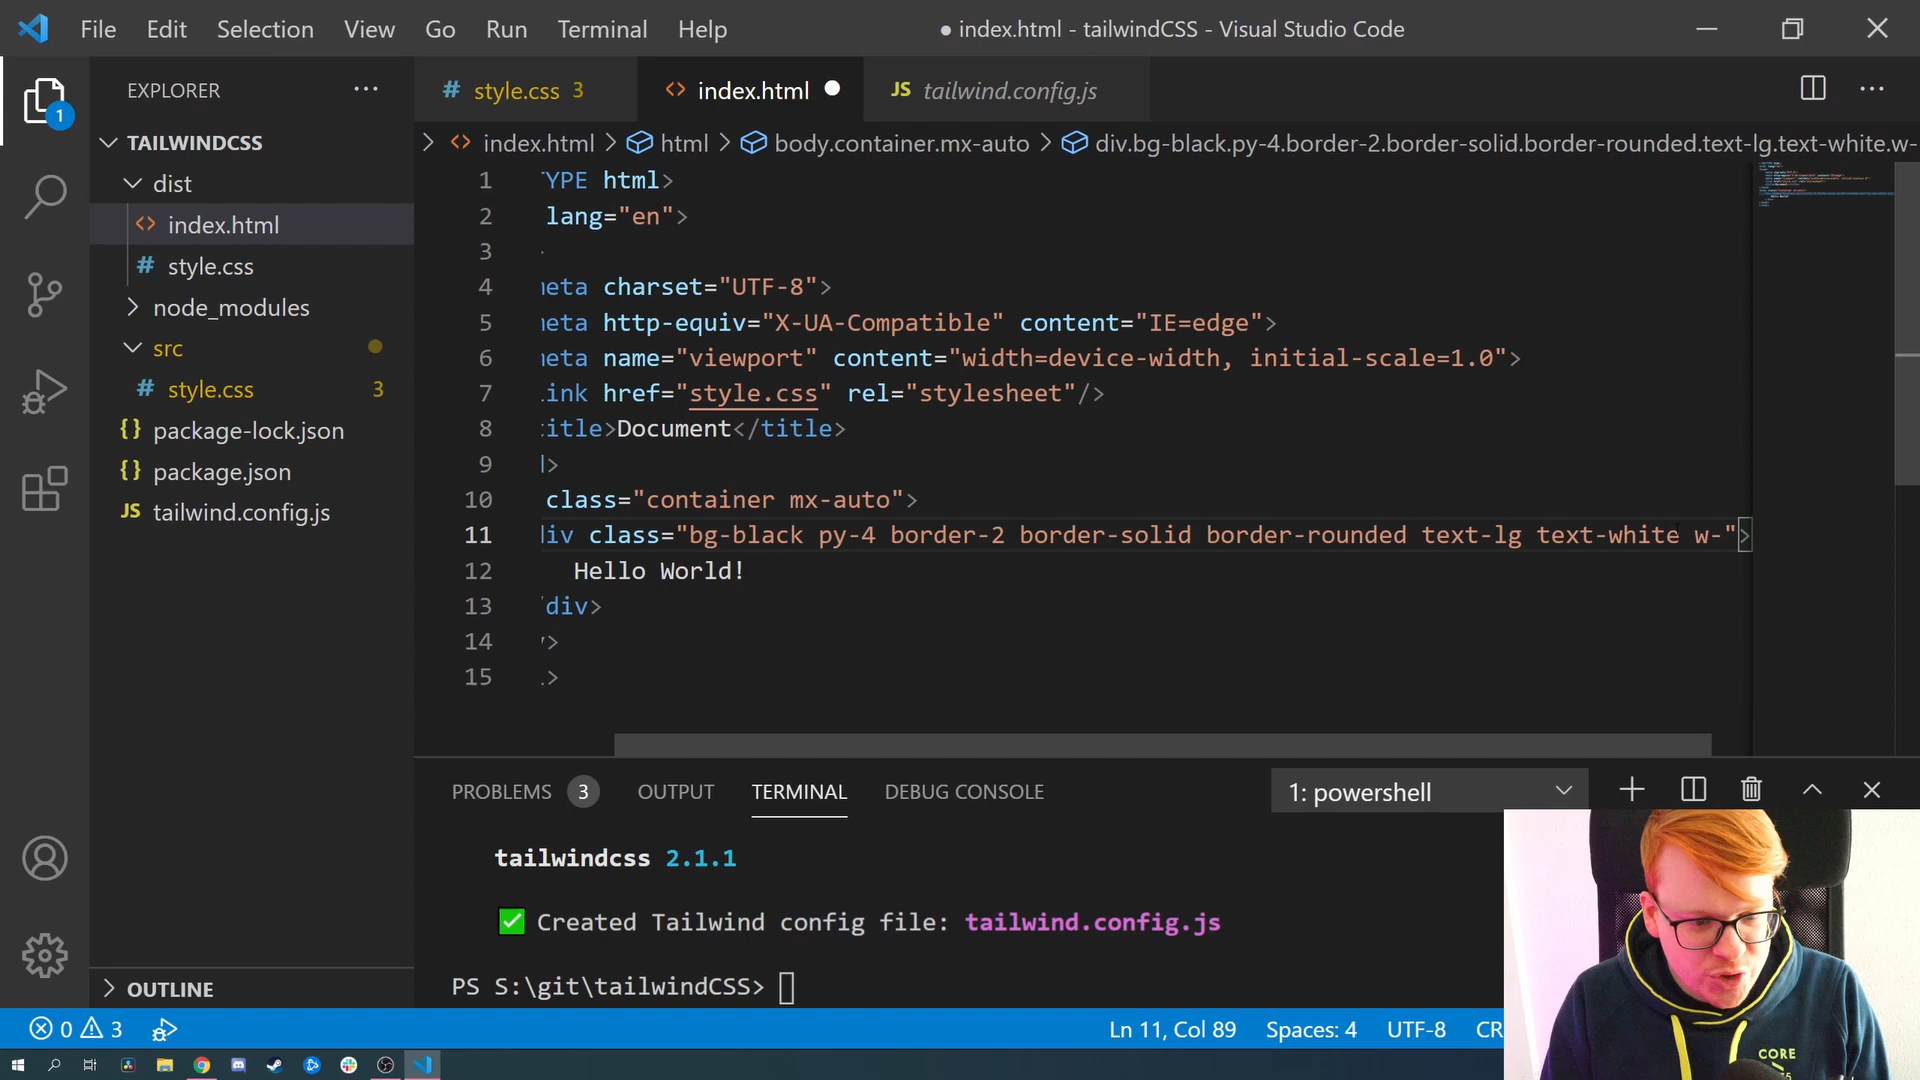 File Edit Selection View Go Run Terminal Help
● index.html - tailwindCSS - Visual Studio Code
EXPLORER
TAILWINDCSS
dist
index.html
style.css
node_modules
src
style.css 3
package-lock.json
package.json
tailwind.config.js
OUTLINE
1
style.css 3
index.html
JS tailwind.config.js
index.html > html > body.container.mx-auto > div.bg-black.py-4.border-2.border-solid.border-rounded.text-lg.text-white.w-
1 YPE html>
2 lang="en">
3
4 meta charset="UTF-8">
5 meta http-equiv="X-UA-Compatible" content="IE=edge">
6 meta name="viewport" content="width=device-width, initial-scale=1.0">
7 ink href="style.css" rel="stylesheet"/>
8 itle>Document</title>
9 >
10 class="container mx-auto">
11 div class="bg-black py-4 border-2 border-solid border-rounded text-lg text-white w-">
12 Hello World!
13 div>
14 >
15 >
PROBLEMS 3 OUTPUT TERMINAL DEBUG CONSOLE
1: powershell
tailwindcss 2.1.1
Created Tailwind config file: tailwind.config.js
PS S:\git\tailwindCSS>
0 3
Ln 11, Col 89 Spaces: 4 UTF-8 CR
CORE